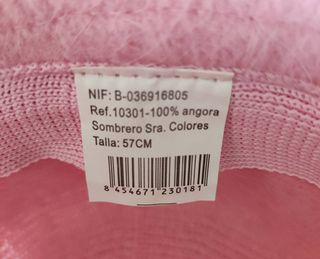 NIF: B-036916805
Ref.10301-100% angora
Sombrero Sra. Colores
Talla: 57CM
8 454671 230181